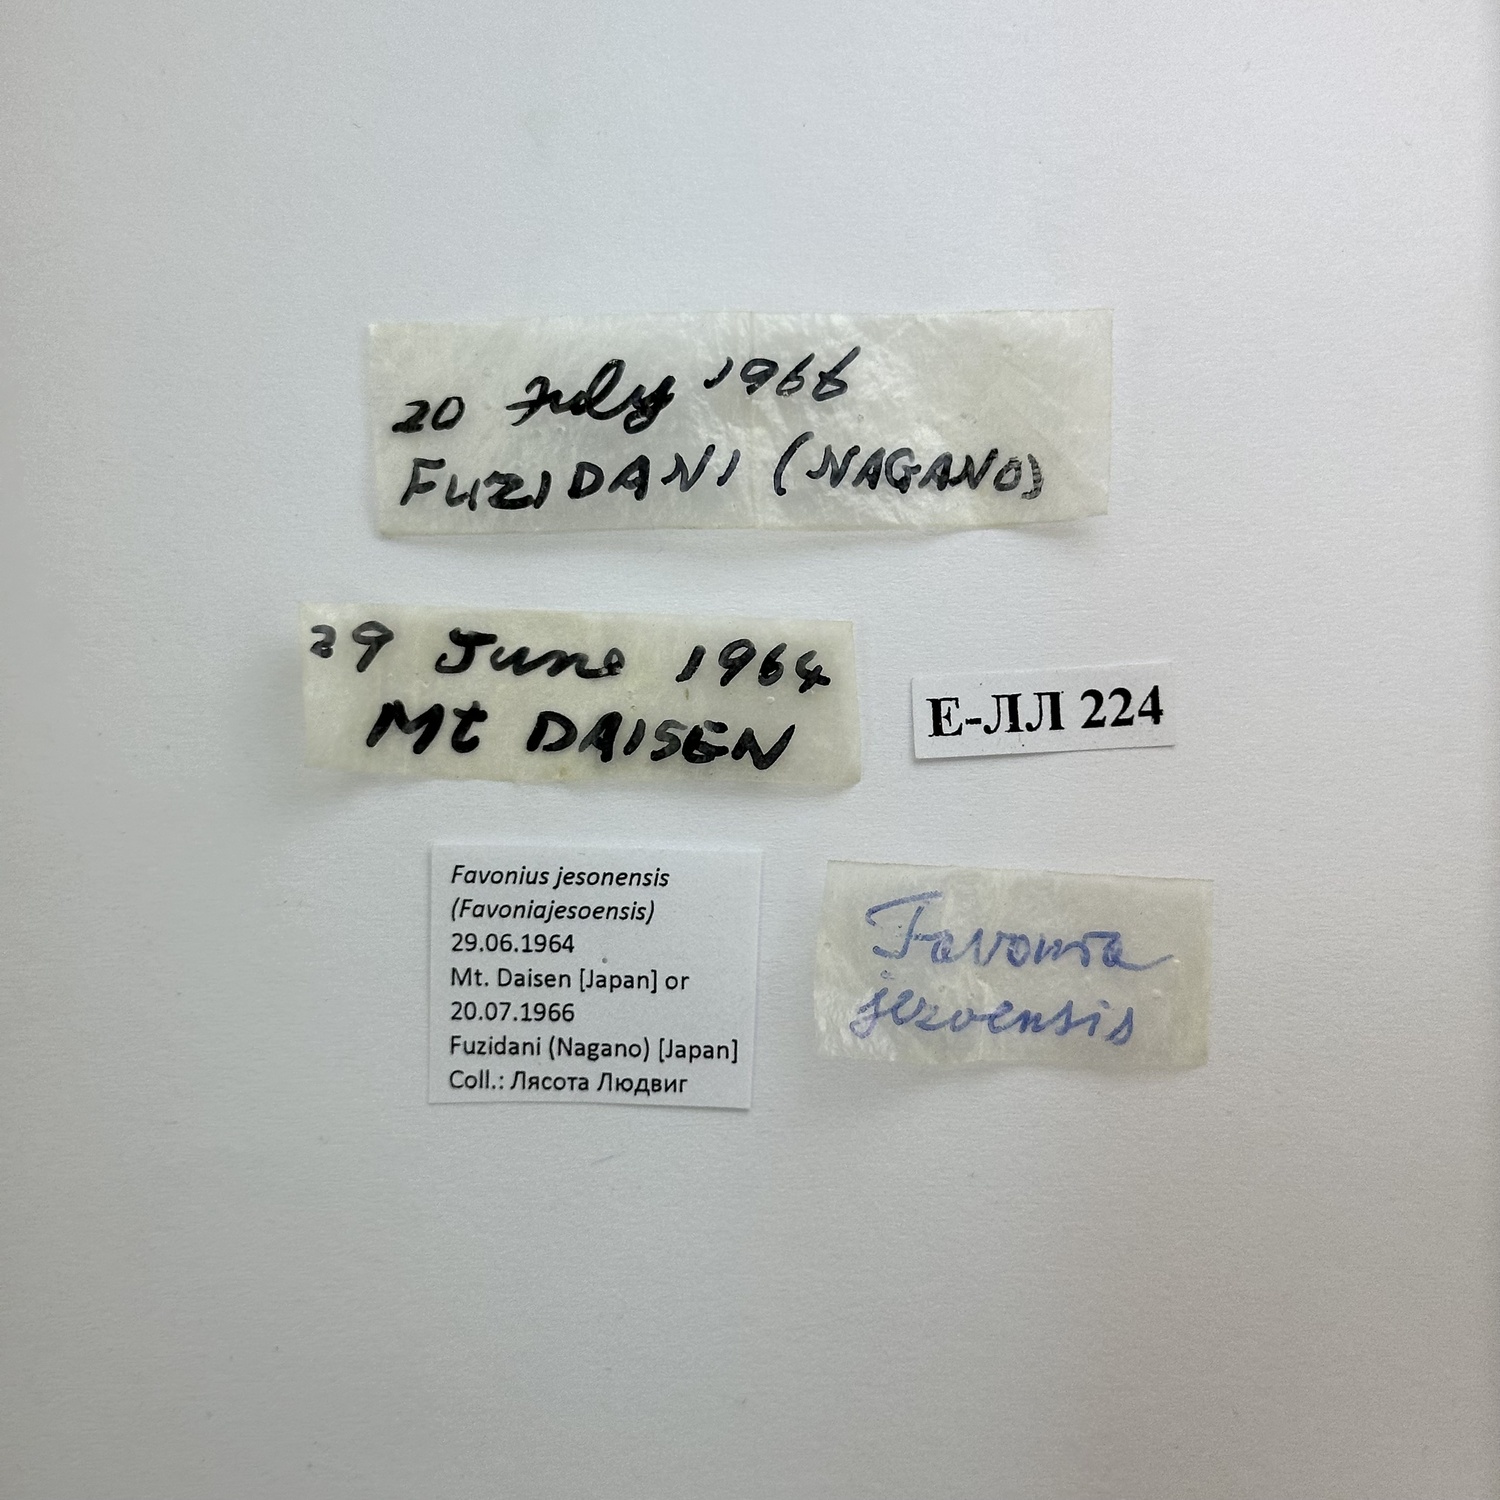 20 July 1966
FUZIDANI (NAGANO)
29 June 1964
Mt DAISEN
Е-ЛЛ 224
Favonius jesonensis
(Favoniajesoensis)
29.06.1964
Mt. Daisen [Japan] or
20.07.1966
Fuzidani (Nagano) [Japan]
Coll.: Лясота Людвиг
Favonia
jezoensis